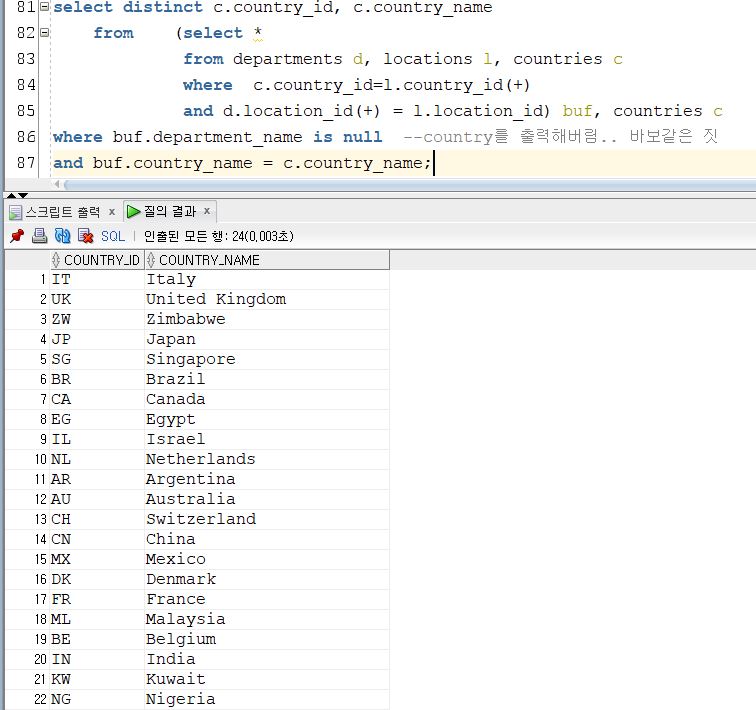 81 select distinct c.country_id, c.country_name
82 from (select *
83 from departments d, locations l, countries c
84 where c.country_id=l.country_id(+)
85 and d.location_id(+) = l.location_id) buf, countries c
86 where buf.department_name is null --country를 출력해버림.. 바보같은 짓
87 and buf.country_name = c.country_name;
스크립트 출력 x 질의 결과 x
SQL | 인출된 모든 행: 24(0,003초)
COUNTRY_ID COUNTRY_NAME
1 IT Italy
2 UK United Kingdom
3 ZW Zimbabwe
4 JP Japan
5 SG Singapore
6 BR Brazil
7 CA Canada
8 EG Egypt
9 IL Israel
10 NL Netherlands
11 AR Argentina
12 AU Australia
13 CH Switzerland
14 CN China
15 MX Mexico
16 DK Denmark
17 FR France
18 ML Malaysia
19 BE Belgium
20 IN India
21 KW Kuwait
22 NG Nigeria